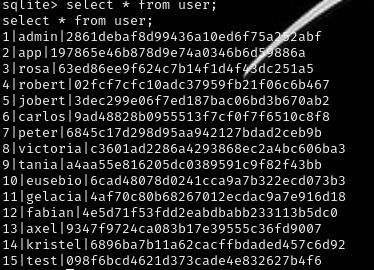 sqlite> select * from user;
select * from user;
1|admin|2861debaf8d99436a10ed6f75a252abf
2|app|197865e46b878d9e74a0346b6d59886a
3|rosa|63ed86ee9f624c7b14f1d4f43dc251a5
4|robert|02fcf7cfc10adc37959fb21f06c6b467
5|jobert|3dec299e06f7ed187bac06bd3b670ab2
6|carlos|9ad48828b0955513f7cf0f7f6510c8f8
7|peter|6845c17d298d95aa942127bdad2ceb9b
8|victoria|c3601ad2286a4293868ec2a4bc606ba3
9|tania|a4aa55e816205dc0389591c9f82f43bb
10|eusebio|6cad48078d0241cca9a7b322ecd073b3
11|gelacia|4af70c80b68267012ecdac9a7e916d18
12|fabian|4e5d71f53fdd2eabdbabb233113b5dc0
13|axel|9347f9724ca083b17e39555c36fd9007
14|kristel|6896ba7b11a62cacffbdaded457c6d92
15|test|098f6bcd4621d373cade4e832627b4f6